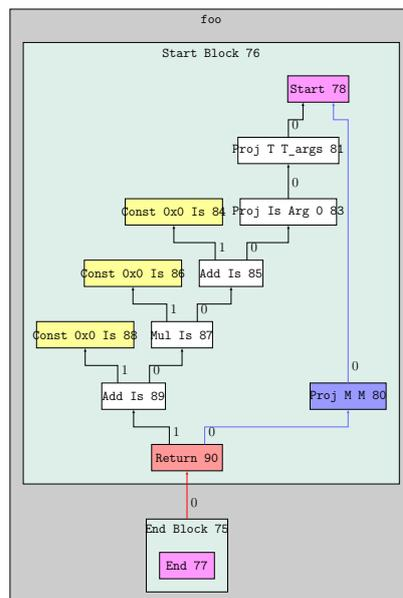 foo
Start Block 76
Start 78
0
Proj T T_args 81
0
Const 0x0 Is 84
Proj Is Arg 0 83
1
0
Const 0x0 Is 86
Add Is 85
1
0
Const 0x0 Is 88
Mul Is 87
1
0
0
Add Is 89
Proj M M 80
1
0
Return 90
0
End Block 75
End 77